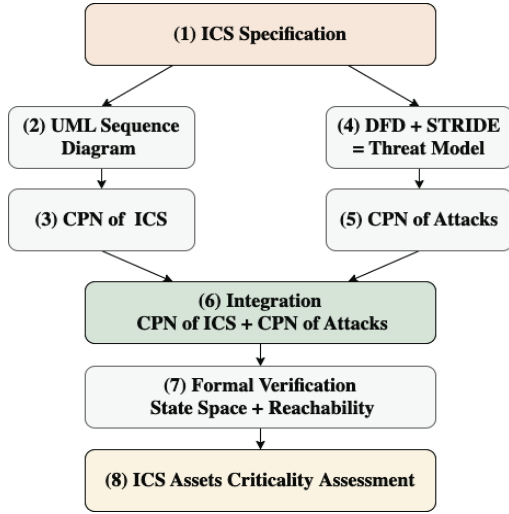 (1) ICS Specification
(2) UML Sequence
Diagram
(4) DFD + STRIDE
= Threat Model
(3) CPN of ICS
(5) CPN of Attacks
(6) Integration
CPN of ICS + CPN of Attacks
(7) Formal Verification
State Space + Reachability
(8) ICS Assets Criticality Assessment